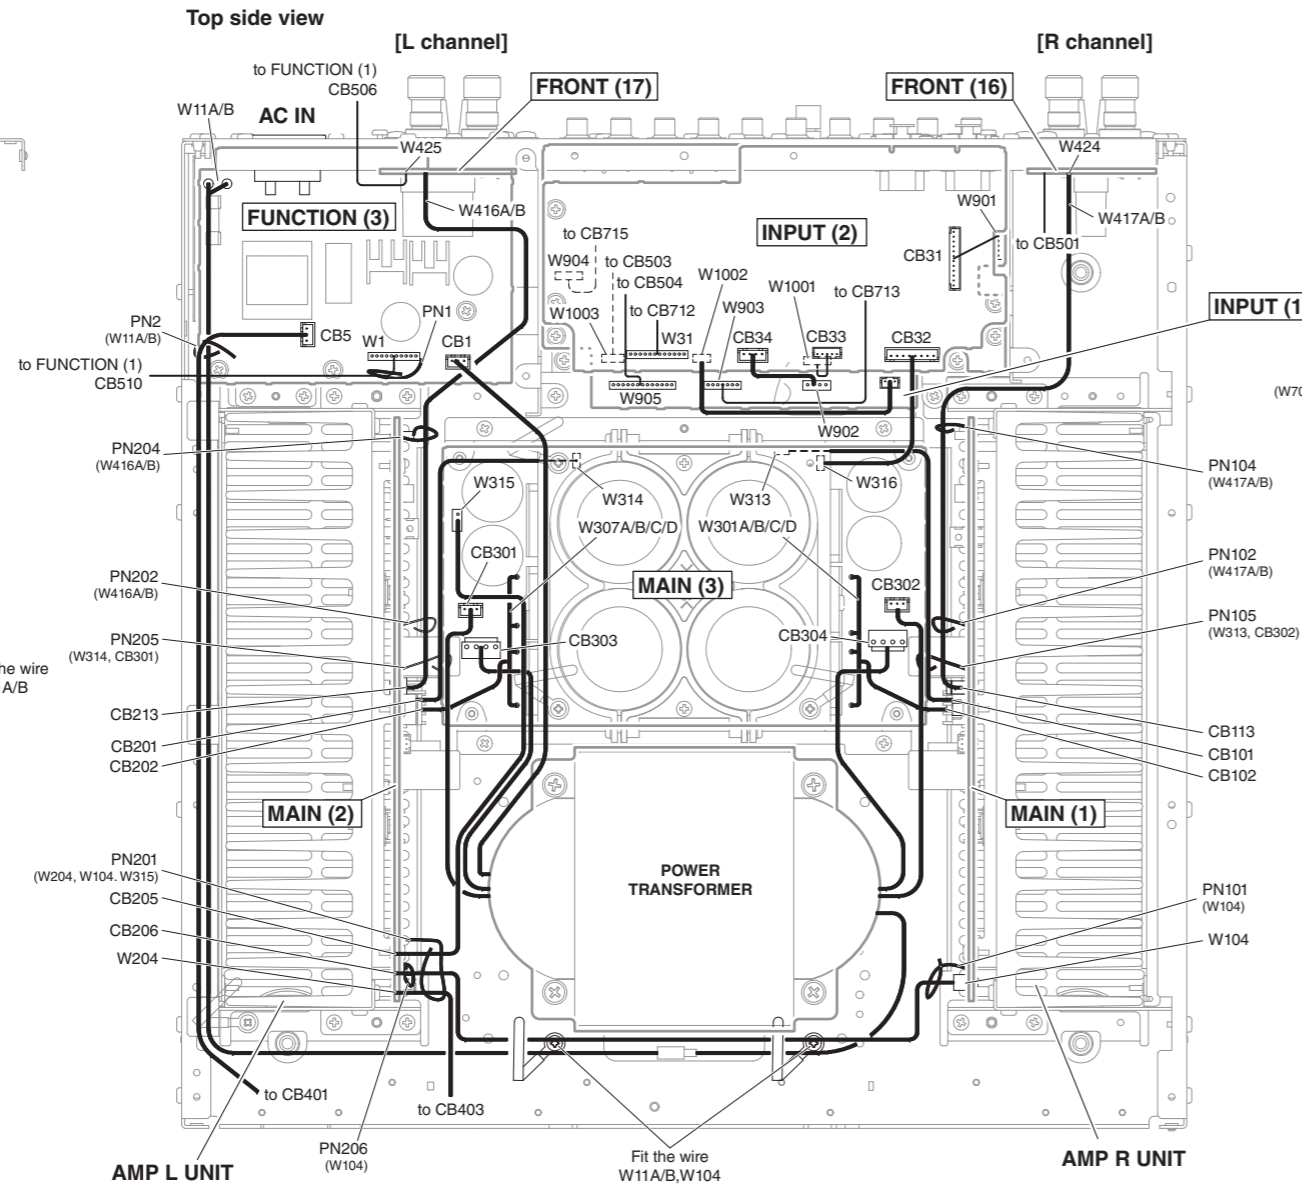 Top side view
[L channel]
[R channel]
to FUNCTION (1)
CB506
FRONT (17)
FRONT (16)
W11A/B
AC IN
W425
W424
W901
FUNCTION (3)
W416A/B
INPUT (2)
W417A/B
to CB715
CB31
to CB501
W904
to CB503
W1002
to CB504
W1001
to CB713
INPUT (1
W1003
to CB712
W903
PN2
(W11A/B)
CB5
PN1
W1
CB1
W31
CB34
CB33
CB32
to FUNCTION (1)
CB510
W905
(W70
W902
PN204
(W416A/B)
PN104
(W417A/B)
W315
W314
W313
W316
W307A/B/C/D
W301A/B/C/D
CB301
PN102
(W417A/B)
PN202
(W416A/B)
MAIN (3)
CB302
PN105
(W313, CB302)
PN205
(W314, CB301)
CB303
CB304
he wire
A/B
CB213
CB113
CB201
CB101
CB202
CB102
MAIN (2)
MAIN (1)
PN201
(W204, W104. W315)
POWER
TRANSFORMER
CB205
PN101
(W104)
CB206
W104
W204
to CB401
to CB403
PN206
(W104)
Fit the wire
W11A/B,W104
AMP L UNIT
AMP R UNIT